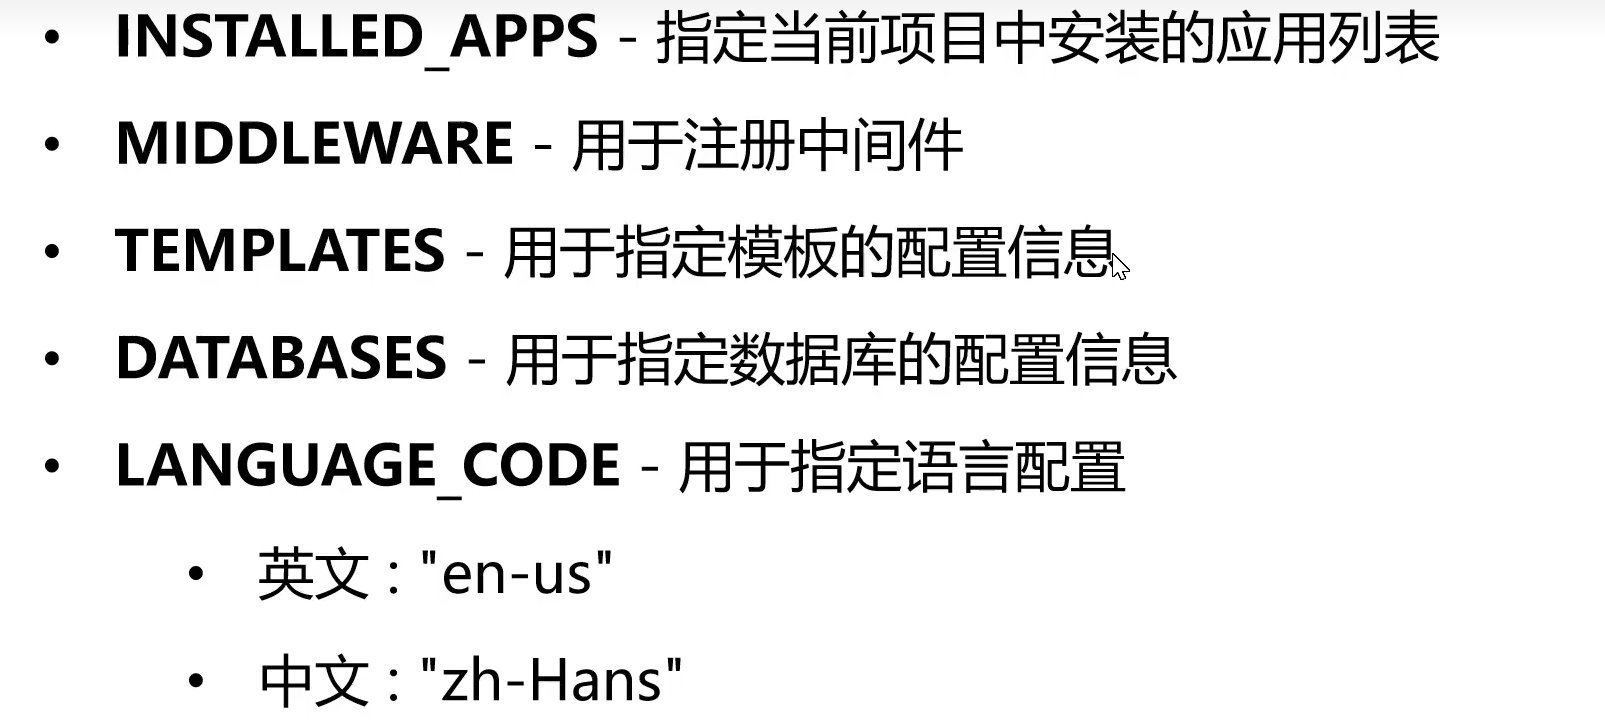 • INSTALLED_APPS - 指定当前项目中安装的应用列表
• MIDDLEWARE - 用于注册中间件
• TEMPLATES - 用于指定模板的配置信息
• DATABASES - 用于指定数据库的配置信息
• LANGUAGE_CODE - 用于指定语言配置
• 英文 : "en-us"
• 中文 : "zh-Hans"